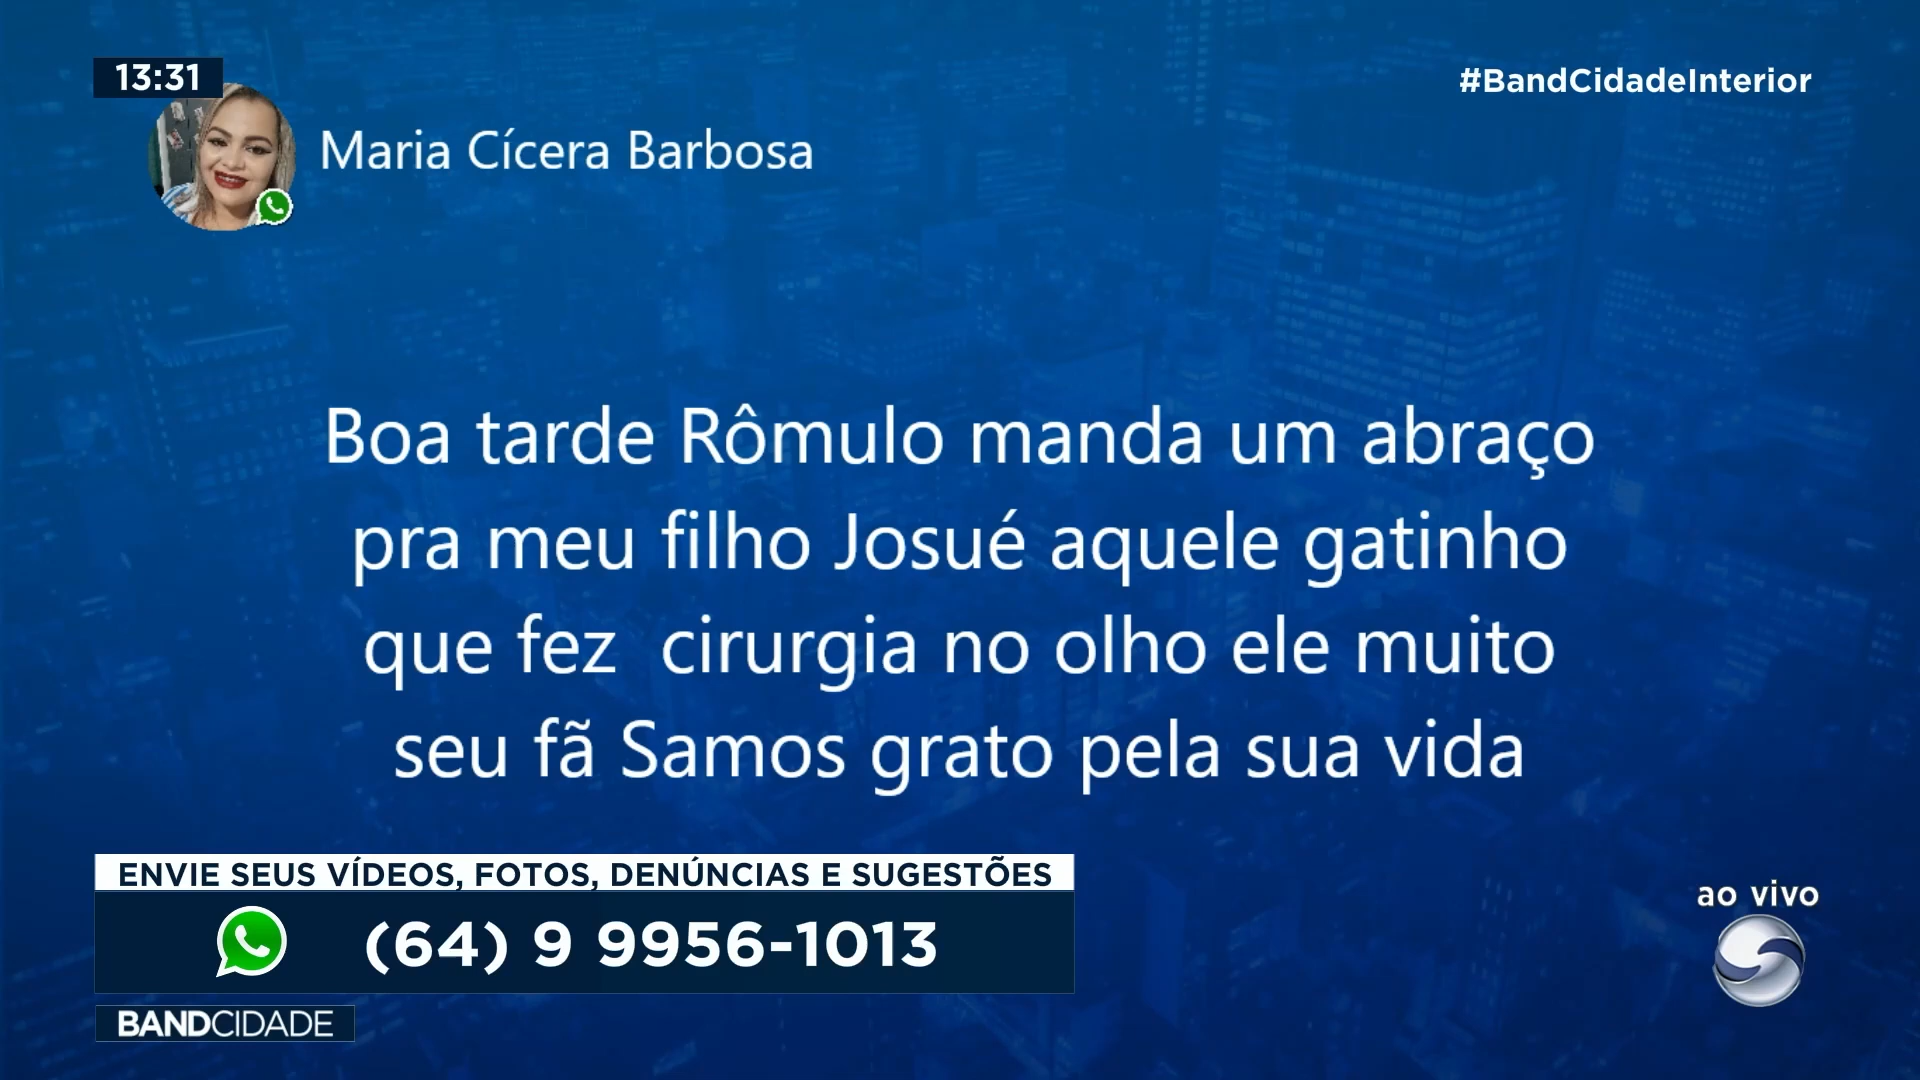 13:31
#BandCidadeInterior
Maria Cícera Barbosa
Boa tarde Rômulo manda um abraço
pra meu filho Josué aquele gatinho
que fez  cirurgia no olho ele muito
seu fã Samos grato pela sua vida
ENVIE SEUS VÍDEOS, FOTOS, DENÚNCIAS E SUGESTÕES
(64) 9 9956-1013
ao vivo
BANDCIDADE